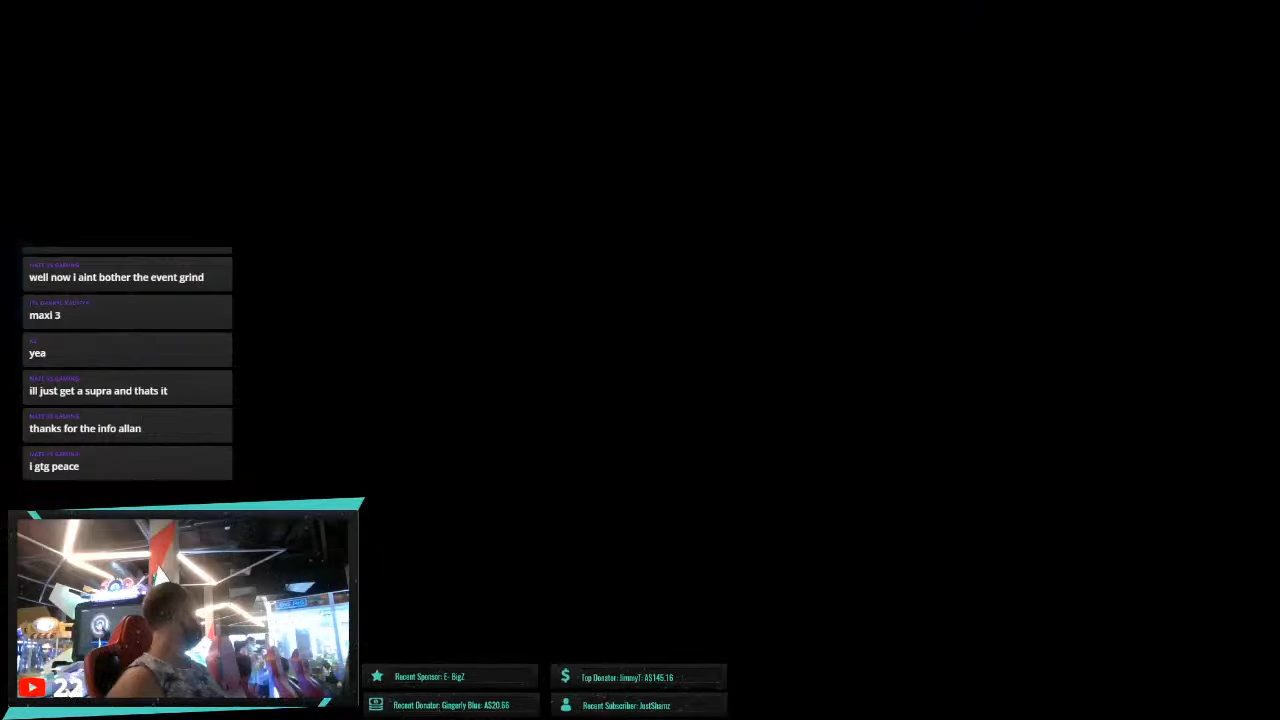 well now i aint bother the event grind
maxi 3
yea
ill just get a supra and thats it
thanks for the info allan
i gtg peace
22
Recent Sponsor: E- BigZ
Top Donator: JimmyT: A$145.16
Recent Donator: Gingerly Blue: A$20.66
Recent Subscriber: JustShamz